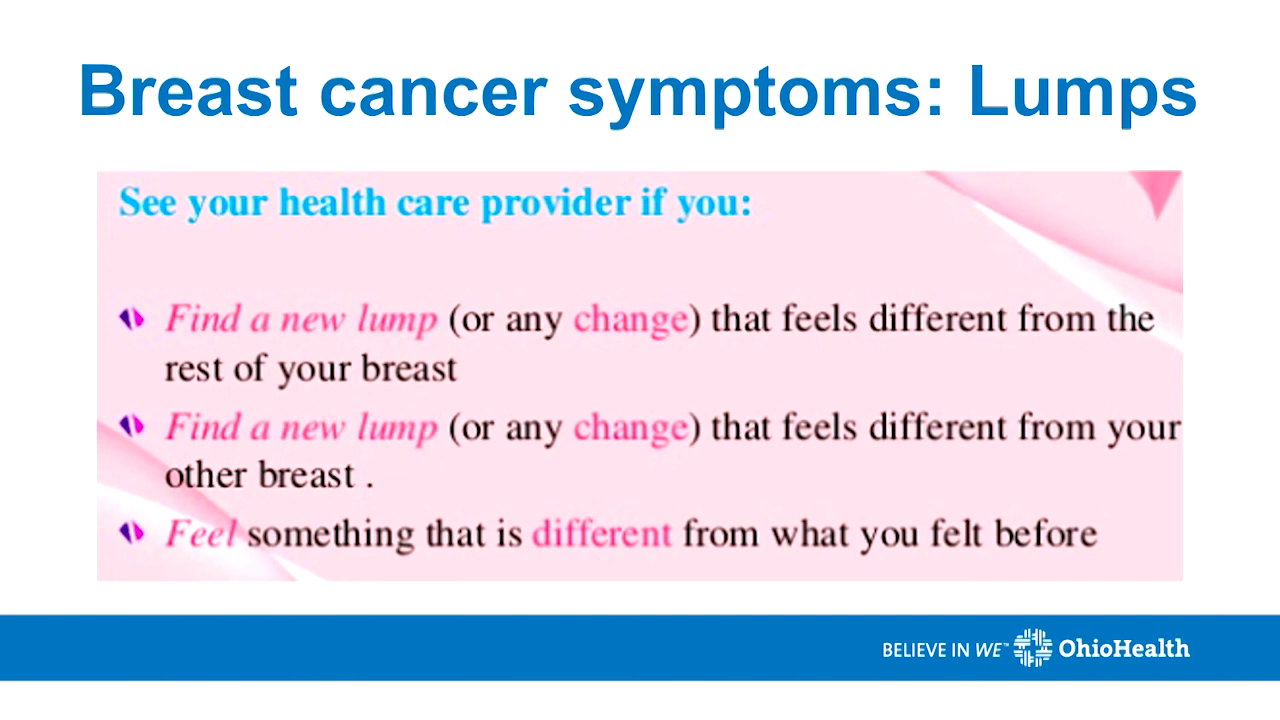 Breast cancer symptoms: Lumps
See your health care provider if you:
Find a new lump (or any change) that feels different from the
rest of your breast
Find a new lump (or any change) that feels different from your
other breast .
Feel something that is different from what you felt before
BELIEVE IN WE™ OhioHealth